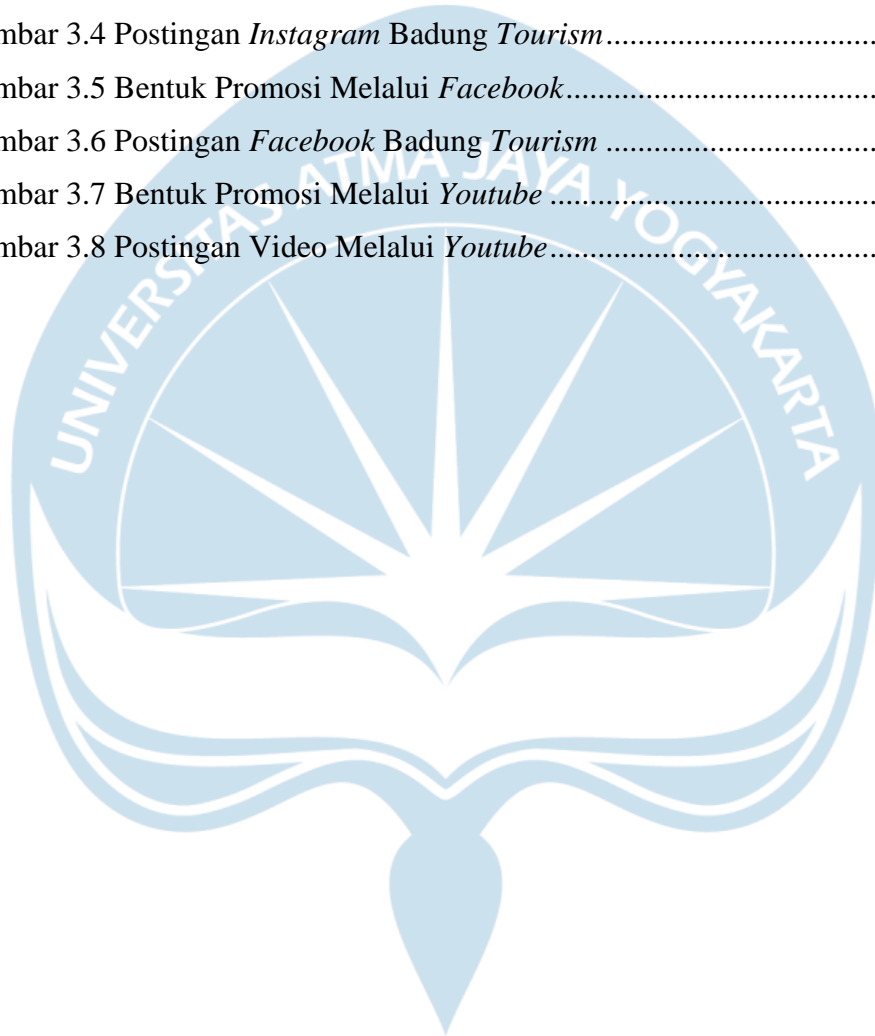 mbar 3.4 Postingan Instagram Badung Tourism....................................
mbar 3.5 Bentuk Promosi Melalui Facebook.........................................
mbar 3.6 Postingan Facebook Badung Tourism ....................................
mbar 3.7 Bentuk Promosi Melalui Youtube ...........................................
mbar 3.8 Postingan Video Melalui Youtube...........................................
UNIVERSITAS ATMA JAYA YOGYAKARTA